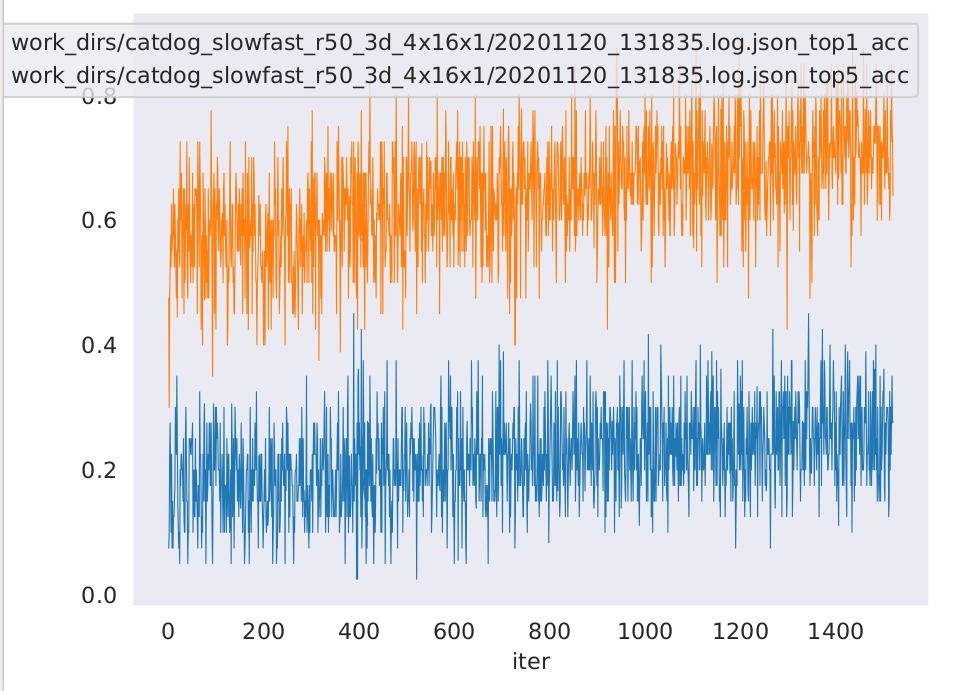 work_dirs/catdog_slowfast_r50_3d_4x16x1/20201120_131835.log.json_top1_acc
work_dirs/catdog_slowfast_r50_3d_4x16x1/20201120_131835.log.json_top5_acc
0.8
0.6
0.4
0.2
0.0
0 200 400 600 800 1000 1200 1400
iter